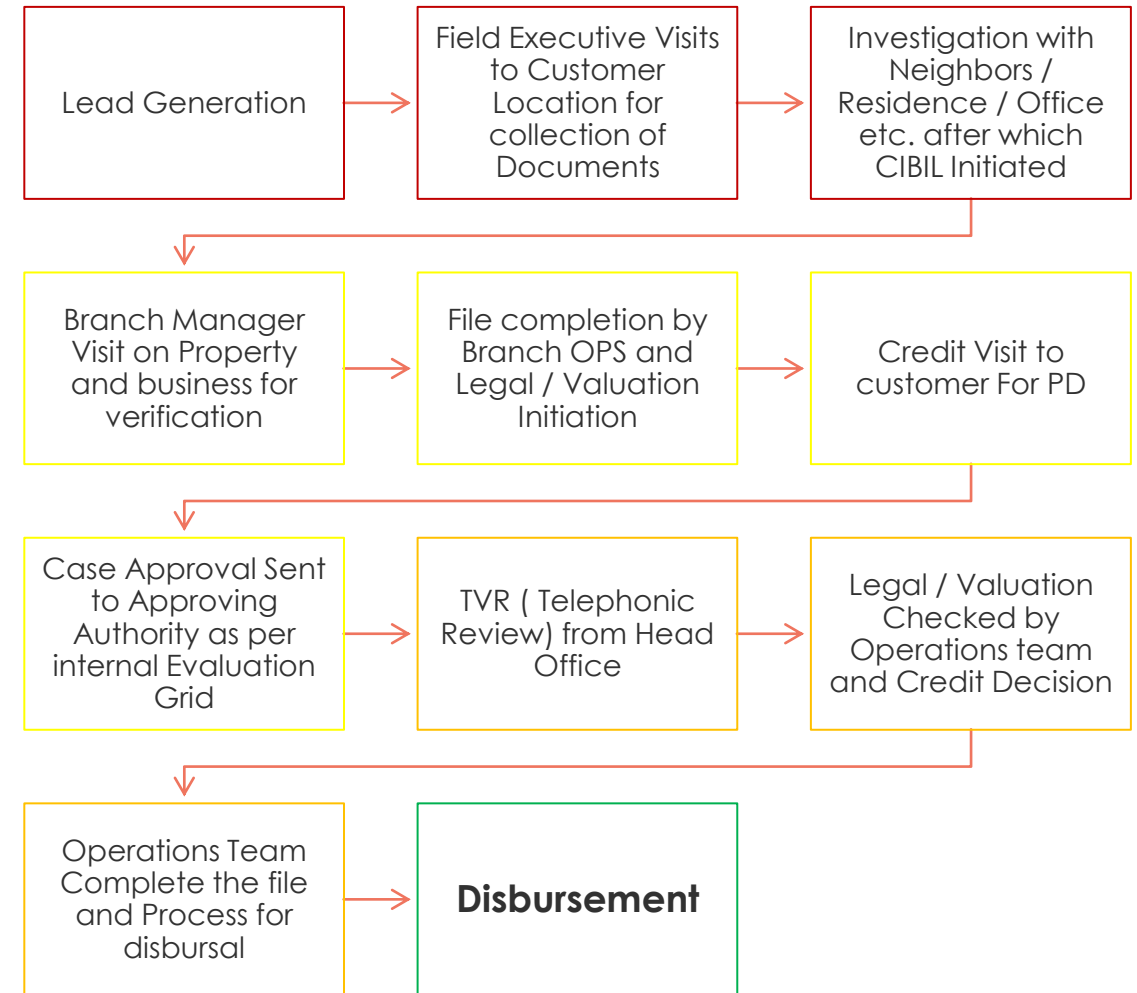 Lead Generation
Field Executive Visits
to Customer
Location for
collection of
Documents
Investigation with
Neighbors /
Residence / Office
etc. after which
CIBIL Initiated
Branch Manager
Visit on Property
and business for
verification
File completion by
Branch OPS and
Legal / Valuation
Initiation
Credit Visit to
customer For PD
Case Approval Sent
to Approving
Authority as per
internal Evaluation
Grid
TVR ( Telephonic
Review) from Head
Office
Legal / Valuation
Checked by
Operations team
and Credit Decision
Operations Team
Complete the file
and Process for
disbursal
Disbursement